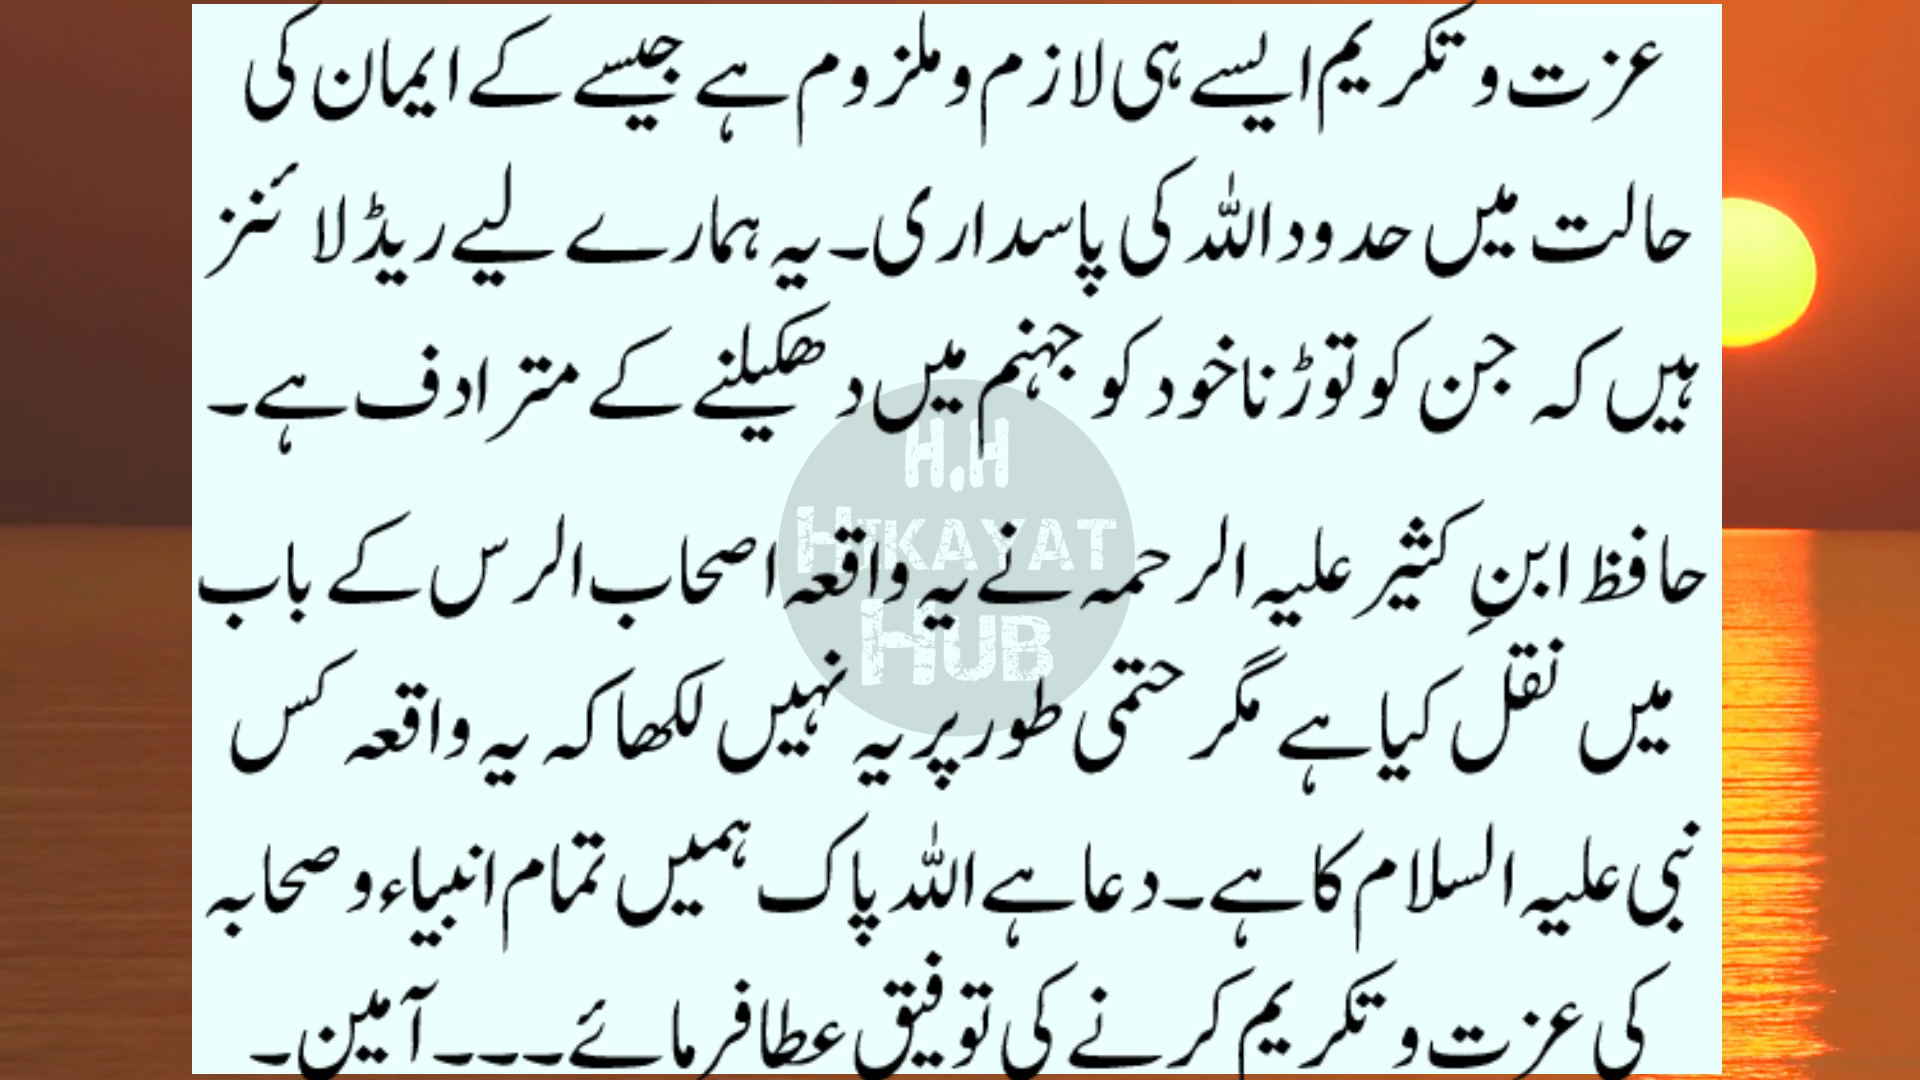 عزت و تکریم ایسے ہی لازم و ملزوم ہے جیسے کے ایمان کی
حالت میں حدود اللہ کی پاسداری۔ یہ ہمارے لیے ریڈ لائنز
ہیں کہ جن کو توڑنا خود کو جہنم میں دھکیلنے کے مترادف ہے۔
حافظ ابنِ کثیر علیہ الرحمہ نے یہ واقعہ اصحاب الرس کے باب
میں نقل کیا ہے مگر حتمی طور پر یہ نہیں لکھا کہ یہ واقعہ کس
نبی علیہ السلام کا ہے۔ دعا ہے اللہ پاک ہمیں تمام انبیاء و صحابہ
کی عزت و تکریم کرنے کی توفیق عطا فرمائے۔۔۔ آمین۔
H.H
HIKAYAT
HUB